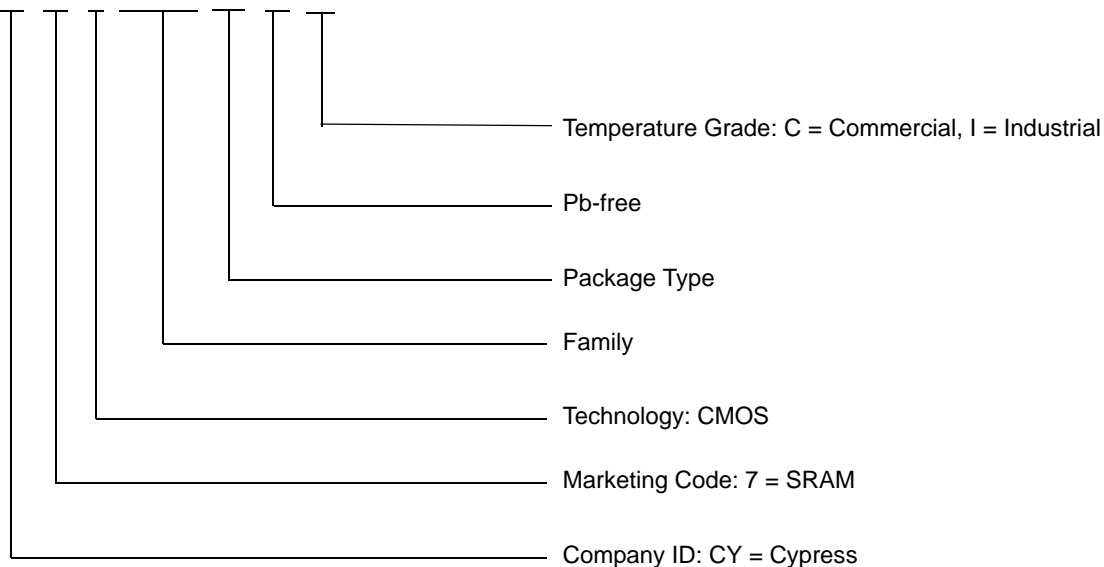 Temperature Grade: C = Commercial, I = Industrial
Pb-free
Package Type
Family
Technology: CMOS
Marketing Code: 7 = SRAM
Company ID: CY = Cypress